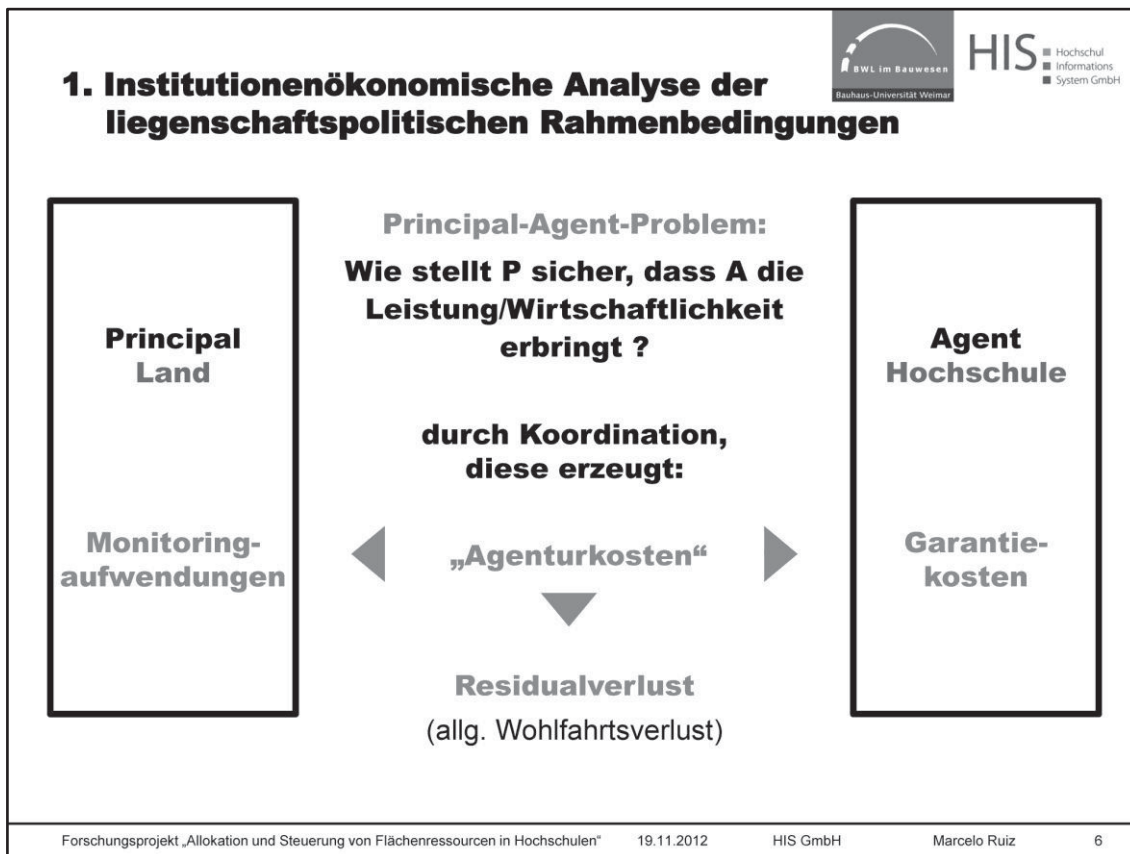 1. Institutionenökonomische Analyse der
liegenschaftspolitischen Rahmenbedingungen
BWL im Bauwesen
Bauhaus-Universität Weimar
HIS
Hochschul
Informations
System GmbH
Principal
Land
Monitoring-
aufwendungen
Principal-Agent-Problem:
Wie stellt P sicher, dass A die
Leistung/Wirtschaftlichkeit
erbringt ?
durch Koordination,
diese erzeugt:
„Agenturkosten“
Residualverlust
(allg. Wohlfahrtsverlust)
Agent
Hochschule
Garantie-
kosten
Forschungsprojekt „Allokation und Steuerung von Flächenressourcen in Hochschulen“ 19.11.2012 HIS GmbH Marcelo Ruiz 6